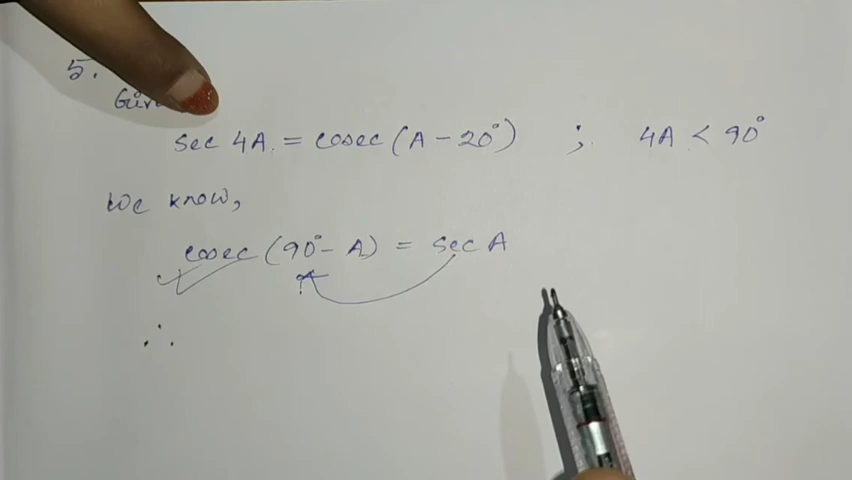 5.
sec 4A = cosec (A - 20°) ; 4A < 90°
We know,
cosec (90° - A) = sec A
∴